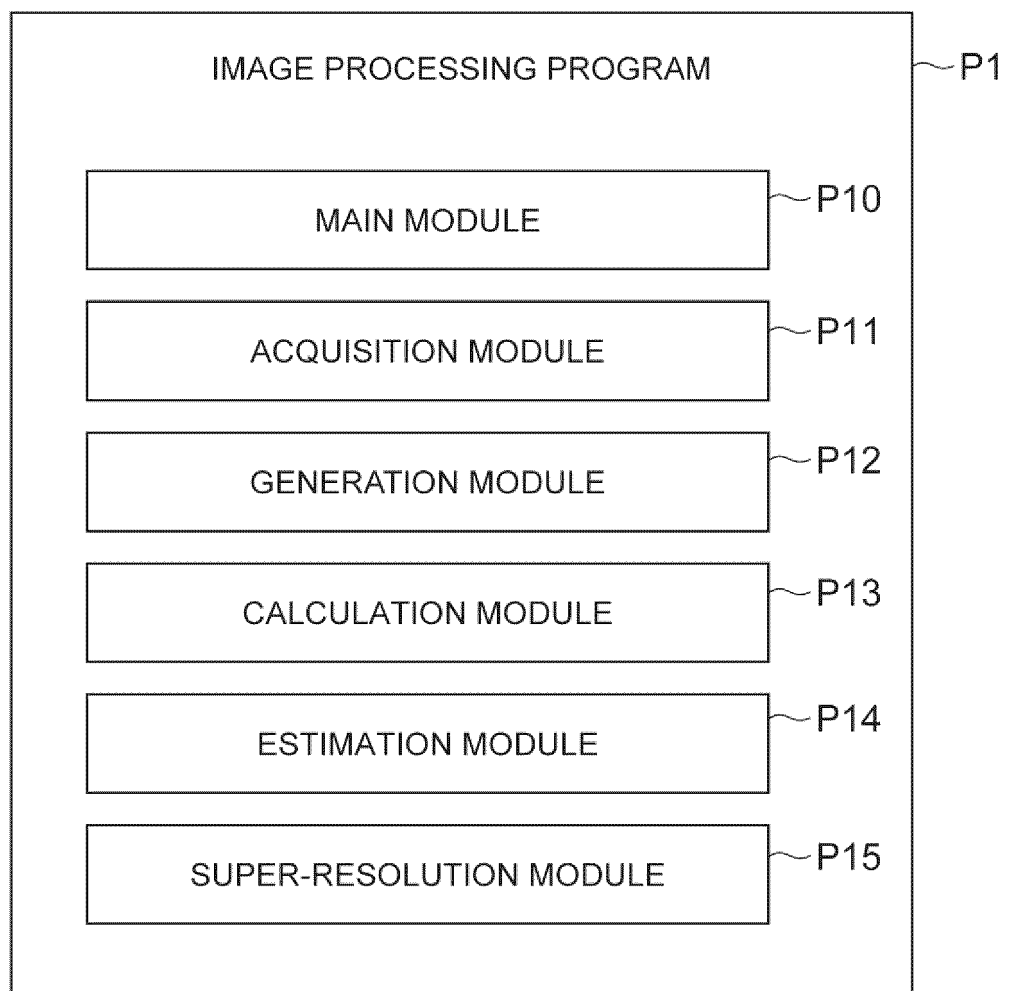 IMAGE PROCESSING PROGRAM
P1
MAIN MODULE
P10
ACQUISITION MODULE
P11
GENERATION MODULE
P12
CALCULATION MODULE
P13
ESTIMATION MODULE
P14
SUPER-RESOLUTION MODULE
P15